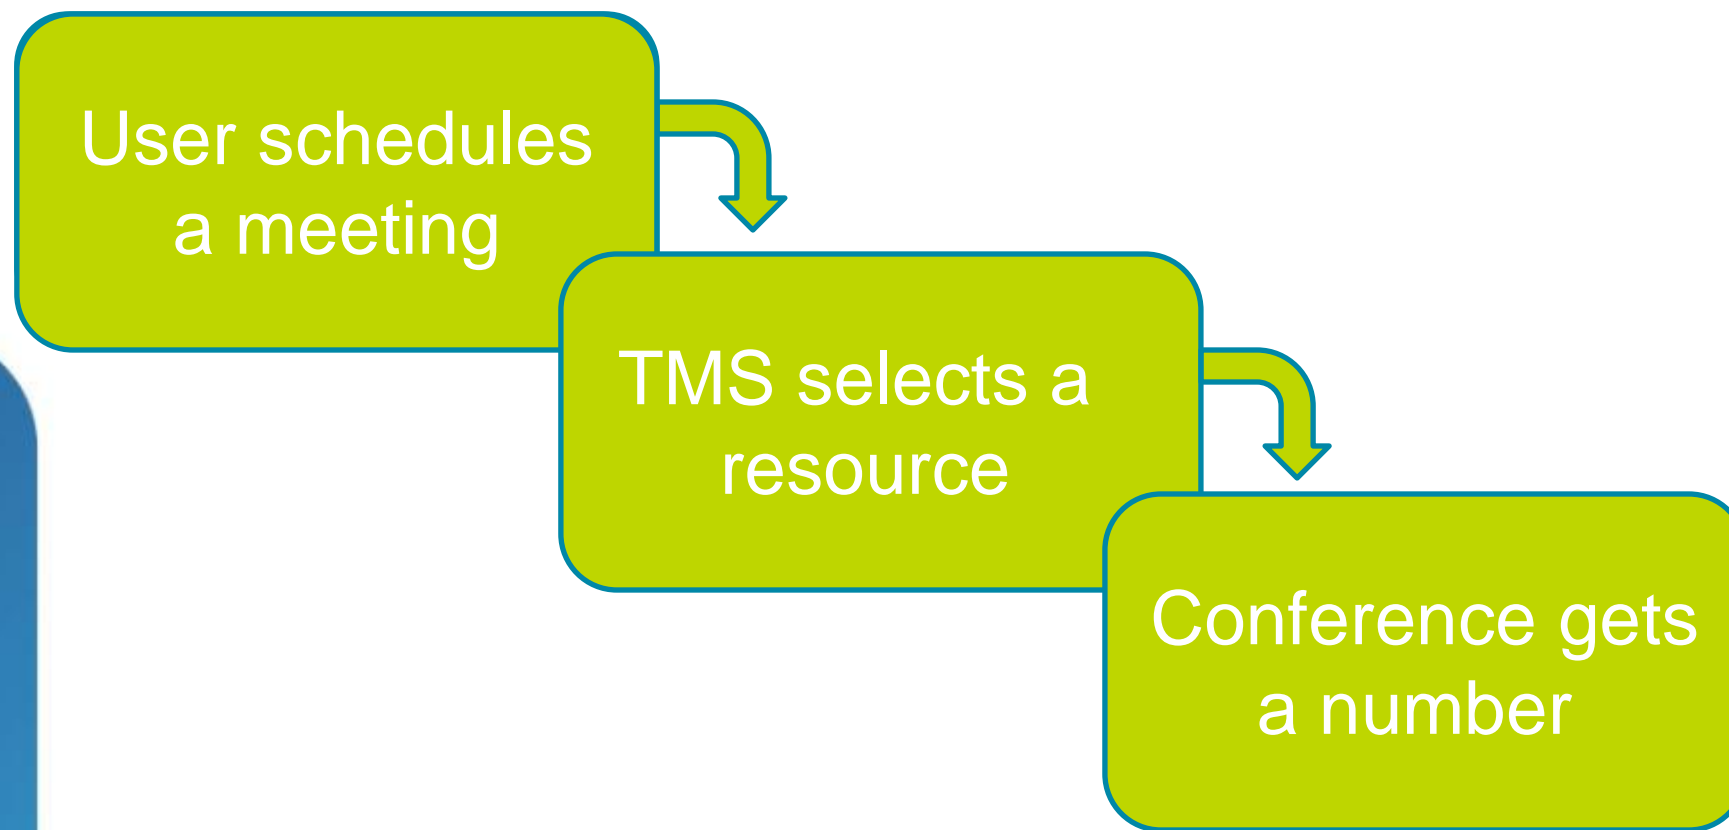 User schedules
a meeting
TMS selects a
resource
Conference gets
a number